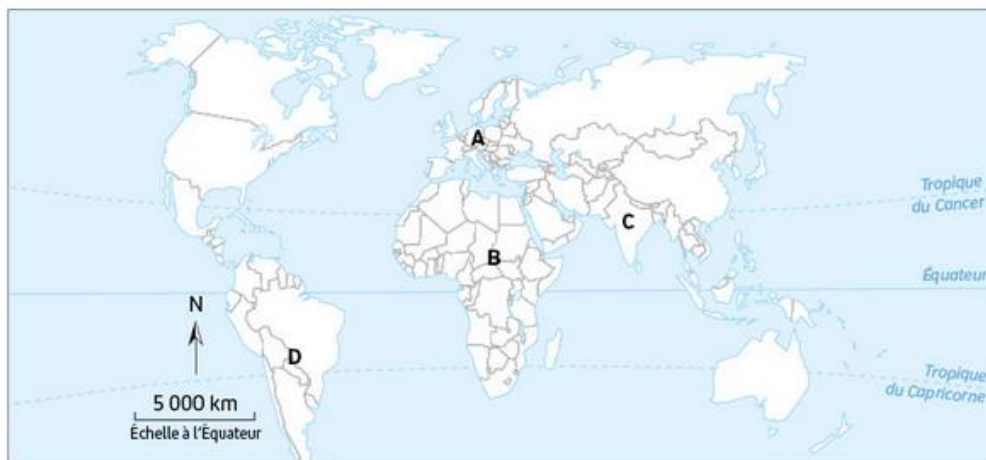 A
Tropique
du Cancer
C
B
Équateur
N
D
Tropique
du Capricorne
5 000 km
Échelle à l'Équateur